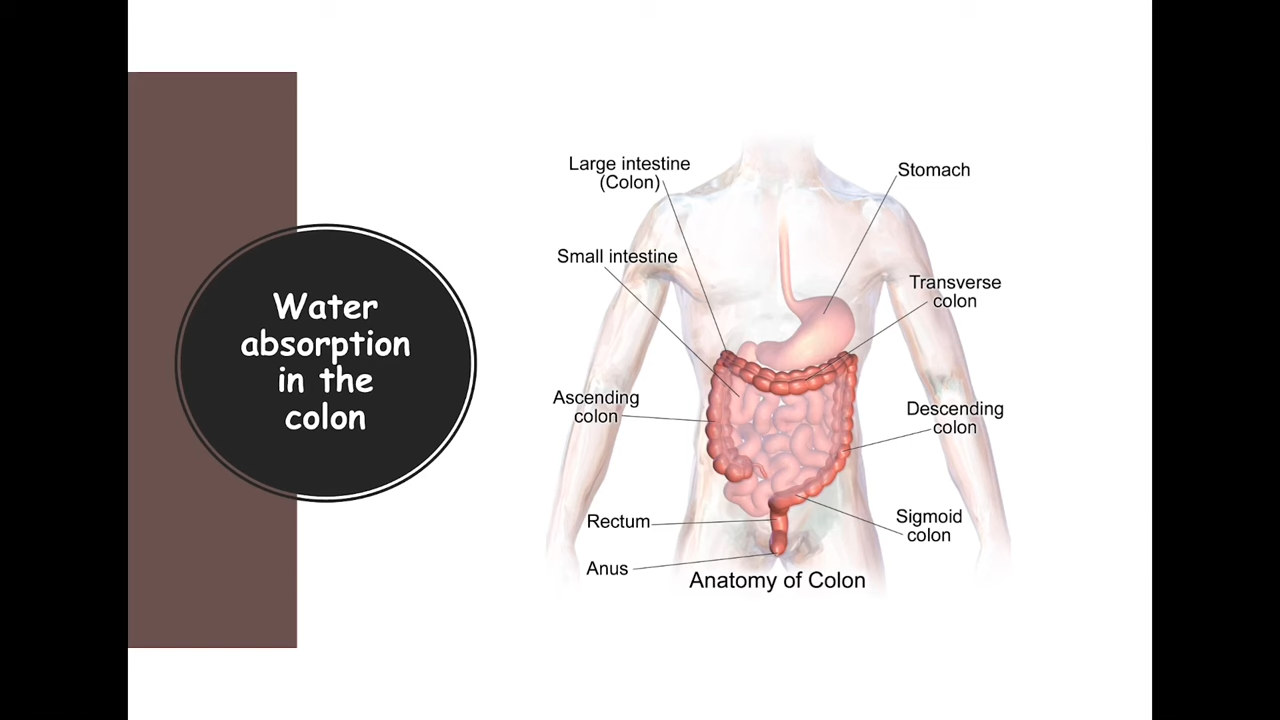 Water
absorption
in the
colon
Large intestine
(Colon)
Stomach
Small intestine
Transverse
colon
Ascending
colon
Descending
colon
Rectum
Sigmoid
colon
Anus
Anatomy of Colon